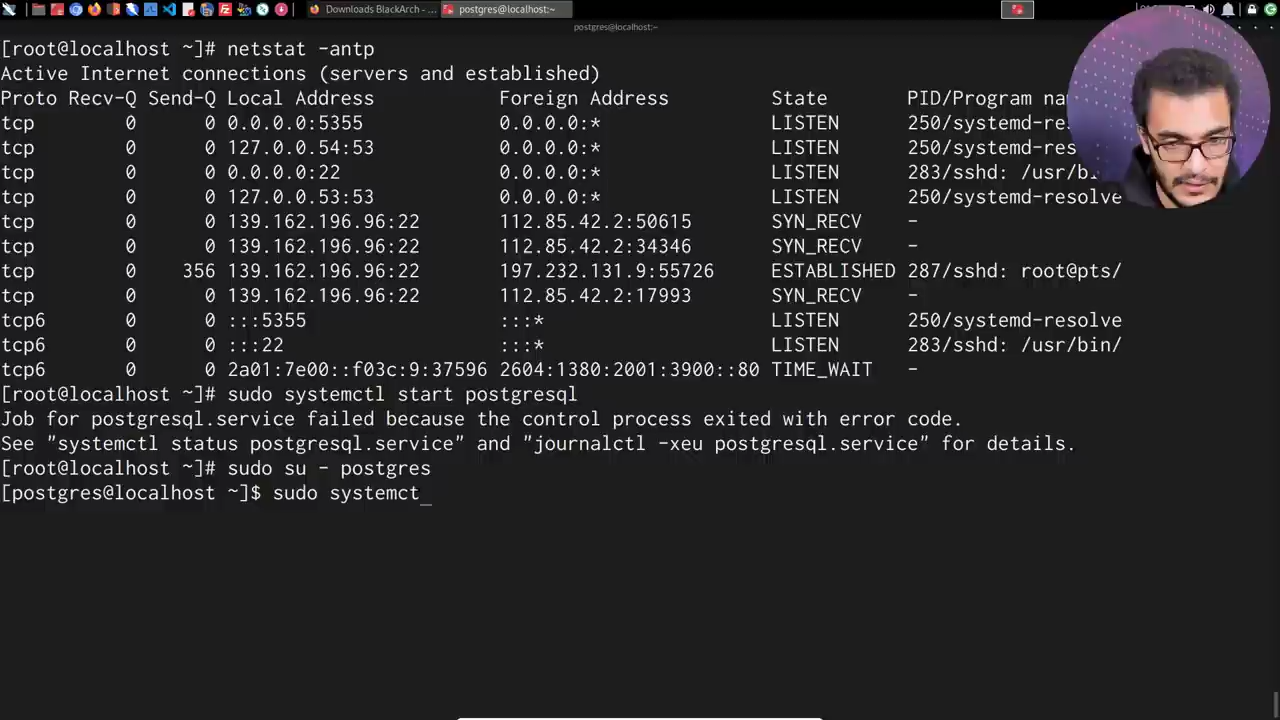 Downloads BlackArch — ...
postgres@localhost:~
postgres@localhost:~
[root@localhost ~]# netstat -antp
Active Internet connections (servers and established)
Proto Recv-Q Send-Q Local Address Foreign Address State PID/Program na
tcp 0 0 0.0.0.0:5355 0.0.0.0:* LISTEN 250/systemd-reso
tcp 0 0 127.0.0.54:53 0.0.0.0:* LISTEN 250/systemd-resol
tcp 0 0 0.0.0.0:22 0.0.0.0:* LISTEN 283/sshd: /usr/bi
tcp 0 0 127.0.0.53:53 0.0.0.0:* LISTEN 250/systemd-resolve
tcp 0 0 139.162.196.96:22 112.85.42.2:50615 SYN_RECV -
tcp 0 0 139.162.196.96:22 112.85.42.2:34346 SYN_RECV -
tcp 0 356 139.162.196.96:22 197.232.131.9:55726 ESTABLISHED 287/sshd: root@pts/
tcp 0 0 139.162.196.96:22 112.85.42.2:17993 SYN_RECV -
tcp6 0 0 :::5355 :::* LISTEN 250/systemd-resolve
tcp6 0 0 :::22 :::* LISTEN 283/sshd: /usr/bin/
tcp6 0 0 2a01:7e00::f03c:9:37596 2604:1380:2001:3900::80 TIME_WAIT -
[root@localhost ~]# sudo systemctl start postgresql
Job for postgresql.service failed because the control process exited with error code.
See "systemctl status postgresql.service" and "journalctl -xeu postgresql.service" for details.
[root@localhost ~]# sudo su - postgres
[postgres@localhost ~]$ sudo systemct_